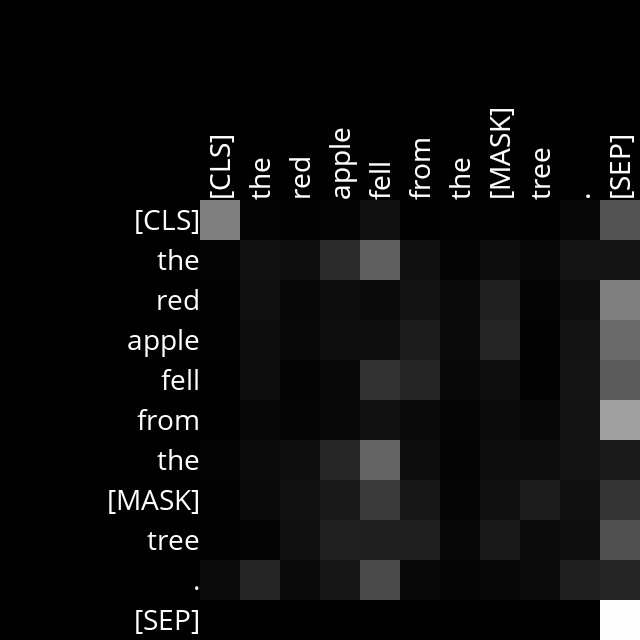 [CLS] the red apple fell from the [MASK] tree . [SEP]
[CLS]
the
red
apple
fell
from
the
[MASK]
tree
.
[SEP]